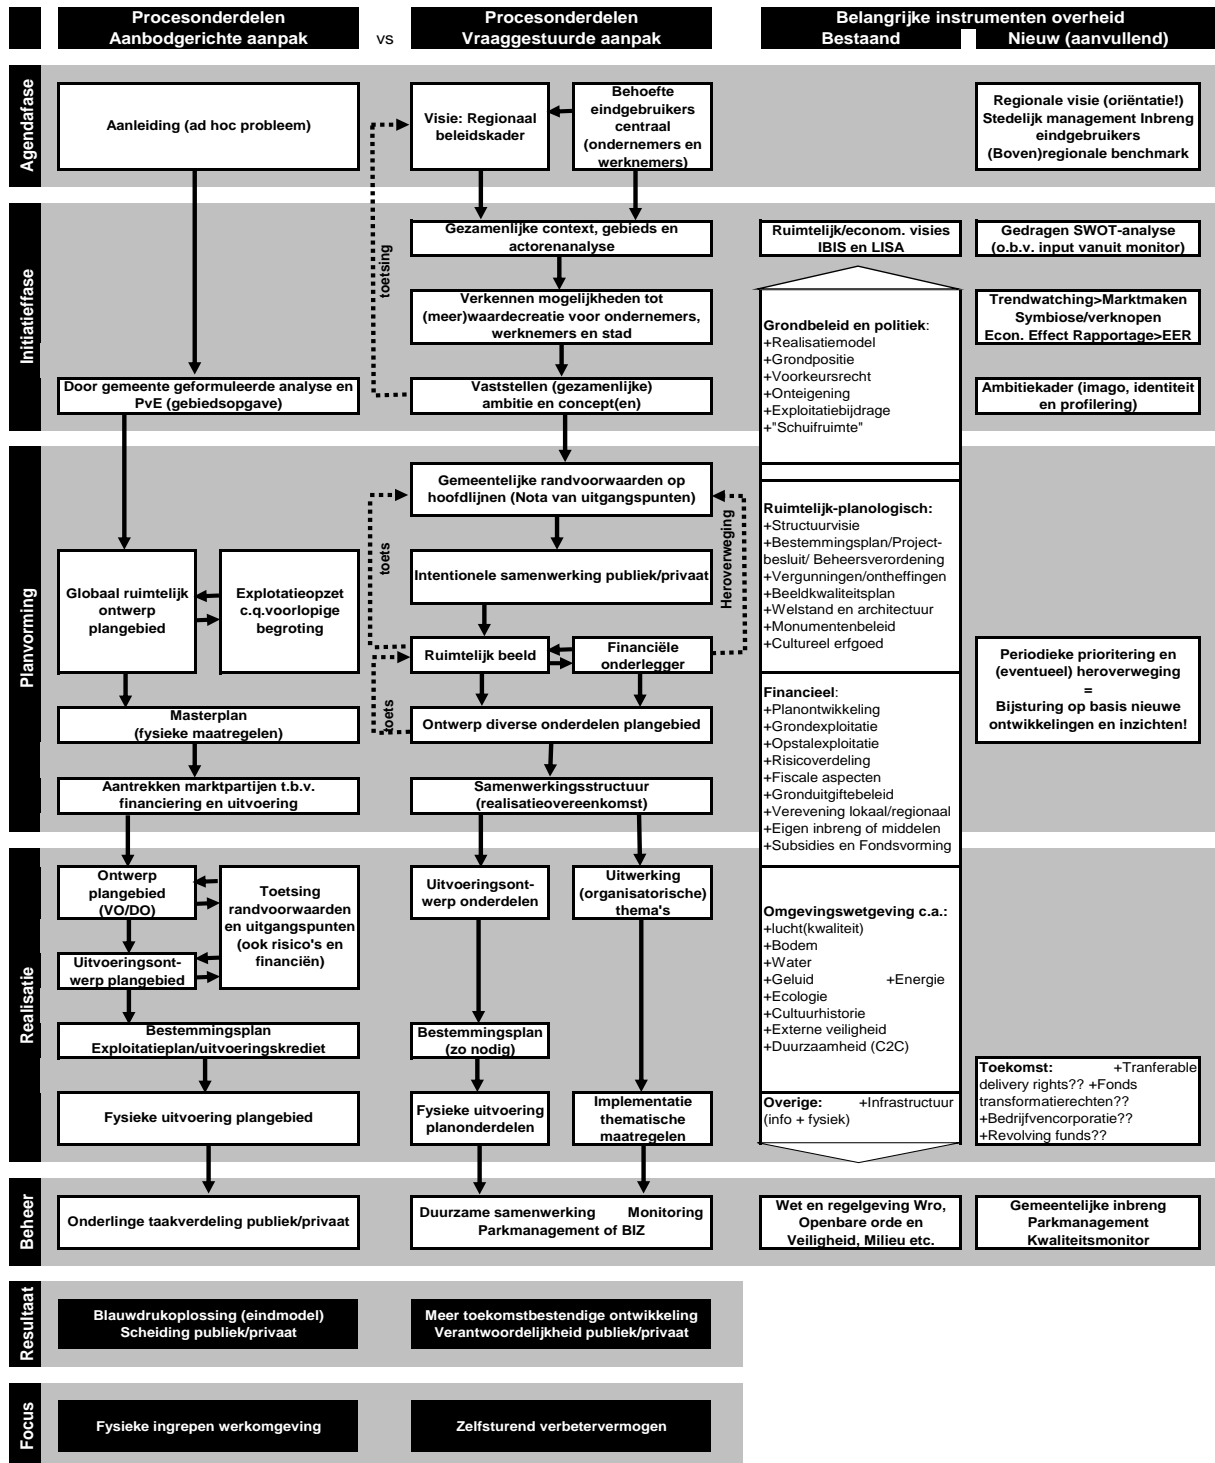 Procesonderdelen
Aanbodgerichte aanpak
vs
Procesonderdelen
Vraaggestuurde aanpak
Belangrijke instrumenten overheid
Bestaand
Nieuw (aanvullend)
Agendafase
Aanleiding (ad hoc probleem)
Visie: Regionaal
beleidskader
Behoefte
eindgebruikers
centraal
(ondernemers en
werknemers)
Regionale visie (oriëntatie!)
Stedelijk management Inbreng
eindgebruikers
(Boven)regionale benchmark
Initiatieffase
toetsing
Gezamenlijke context, gebieds en
actorenanalyse
Ruimtelijk/econom. visies
IBIS en LISA
Gedragen SWOT-analyse
(o.b.v. input vanuit monitor)
Verkennen mogelijkheden tot
(meer)waardecreatie voor ondernemers,
werknemers en stad
Trendwatching>Marktmaken
Symbiose/verknopen
Econ. Effect Rapportage>EER
Door gemeente geformuleerde analyse en
PvE (gebiedsopgave)
Vaststellen (gezamenlijke)
ambitie en concept(en)
Ambitiekader (imago, identiteit
en profilering)
Grondbeleid en politiek:
+Realisatiemodel
+Grondpositie
+Voorkeursrecht
+Onteigening
+Exploitatiebijdrage
+"Schuifruimte"
Planvorming
Gemeentelijke randvoorwaarden op
hoofdlijnen (Nota van uitgangspunten)
toets
Heroverweging
Globaal ruimtelijk
ontwerp
plangebied
Explotatieopzet
c.q.voorlopige
begroting
Intentionele samenwerking publiek/privaat
Ruimtelijk beeld
Financiële
onderlegger
toets
Masterplan
(fysieke maatregelen)
Ontwerp diverse onderdelen plangebied
Aantrekken marktpartijen t.b.v.
financiering en uitvoering
Samenwerkingsstructuur
(realisatieovereenkomst)
Ruimtelijk-planologisch:
+Structuurvisie
+Bestemmingsplan/Project-
besluit/ Beheersverordening
+Vergunningen/ontheffingen
+Beeldkwaliteitsplan
+Welstand en architectuur
+Monumentenbeleid
+Cultureel erfgoed
Financieel:
+Planontwikkeling
+Grondexploitatie
+Opstalexploitatie
+Risicoverdeling
+Fiscale aspecten
+Gronduitgiftebeleid
+Verevening lokaal/regionaal
+Eigen inbreng of middelen
+Subsidies en Fondsvorming
Periodieke prioritering en
(eventueel) heroverweging
=
Bijsturing op basis nieuwe
ontwikkelingen en inzichten!
Realisatie
Ontwerp
plangebied
(VO/DO)
Toetsing
randvoorwaarden
en uitgangspunten
(ook risico's en
financiën)
Uitvoeringsont-
werp plangebied
Uitvoeringsont-
werp onderdelen
Uitwerking
(organisatorische)
thema's
Bestemmingsplan
Exploitatieplan/uitvoeringskrediet
Bestemmingsplan
(zo nodig)
Fysieke uitvoering plangebied
Fysieke uitvoering
planonderdelen
Implementatie
thematische
maatregelen
Omgevingswetgeving c.a.:
+lucht(kwaliteit)
+Bodem
+Water
+Geluid +Energie
+Ecologie
+Cultuurhistorie
+Externe veiligheid
+Duurzaamheid (C2C)
Overige: +Infrastructuur
(info + fysiek)
Toekomst: +Tranferable
delivery rights?? +Fonds
transformatierechten??
+Bedrijfvencorporatie??
+Revolving funds??
Beheer
Onderlinge taakverdeling publiek/privaat
Duurzame samenwerking Monitoring
Parkmanagement of BIZ
Wet en regelgeving Wro,
Openbare orde en
Veiligheid, Milieu etc.
Gemeentelijke inbreng
Parkmanagement
Kwaliteitsmonitor
Resultaat
Blauwdrukoplossing (eindmodel)
Scheiding publiek/privaat
Meer toekomstbestendige ontwikkeling
Verantwoordelijkheid publiek/privaat
Focus
Fysieke ingrepen werkomgeving
Zelfsturend verbetervermogen